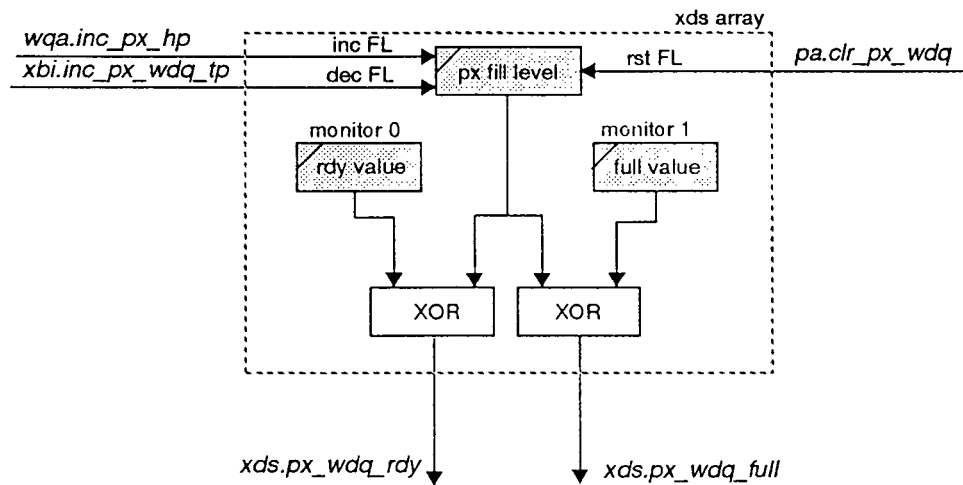 xds array
wqa.inc_px_hp
inc FL
xbi.inc_px_wdq_tp
dec FL
px fill level
rst FL
pa.clr_px_wdq
monitor 0
monitor 1
rdy value
full value
XOR
XOR
xds.px_wdq_rdy
xds.px_wdq_full